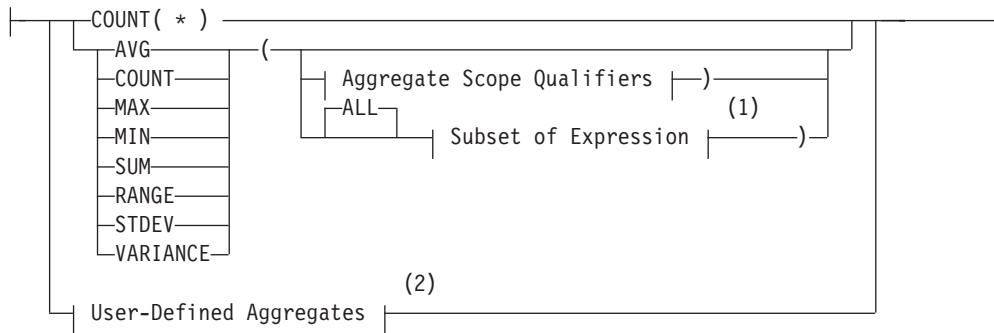 COUNT( * )
AVG (
COUNT Aggregate Scope Qualifiers )
MAX ALL (1)
MIN Subset of Expression )
SUM
RANGE
STDEV
VARIANCE
(2)
User-Defined Aggregates